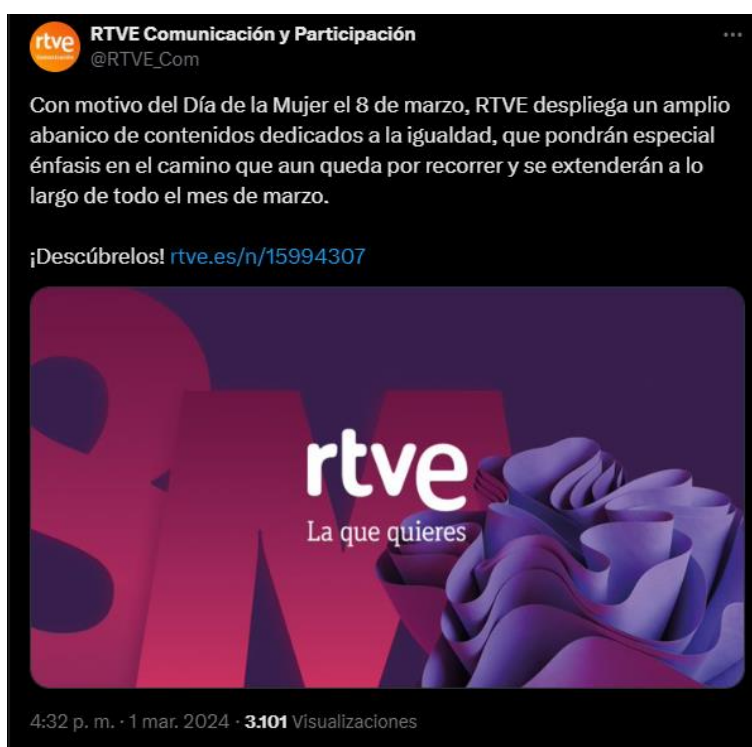 rtve
Comunicación
RTVE Comunicación y Participación
@RTVE_Com
Con motivo del Día de la Mujer el 8 de marzo, RTVE despliega un amplio
abanico de contenidos dedicados a la igualdad, que pondrán especial
énfasis en el camino que aun queda por recorrer y se extenderán a lo
largo de todo el mes de marzo.
¡Descúbrelos! rtve.es/n/15994307
8M
rtve
La que quieres
4:32 p. m. · 1 mar. 2024 · 3.101 Visualizaciones